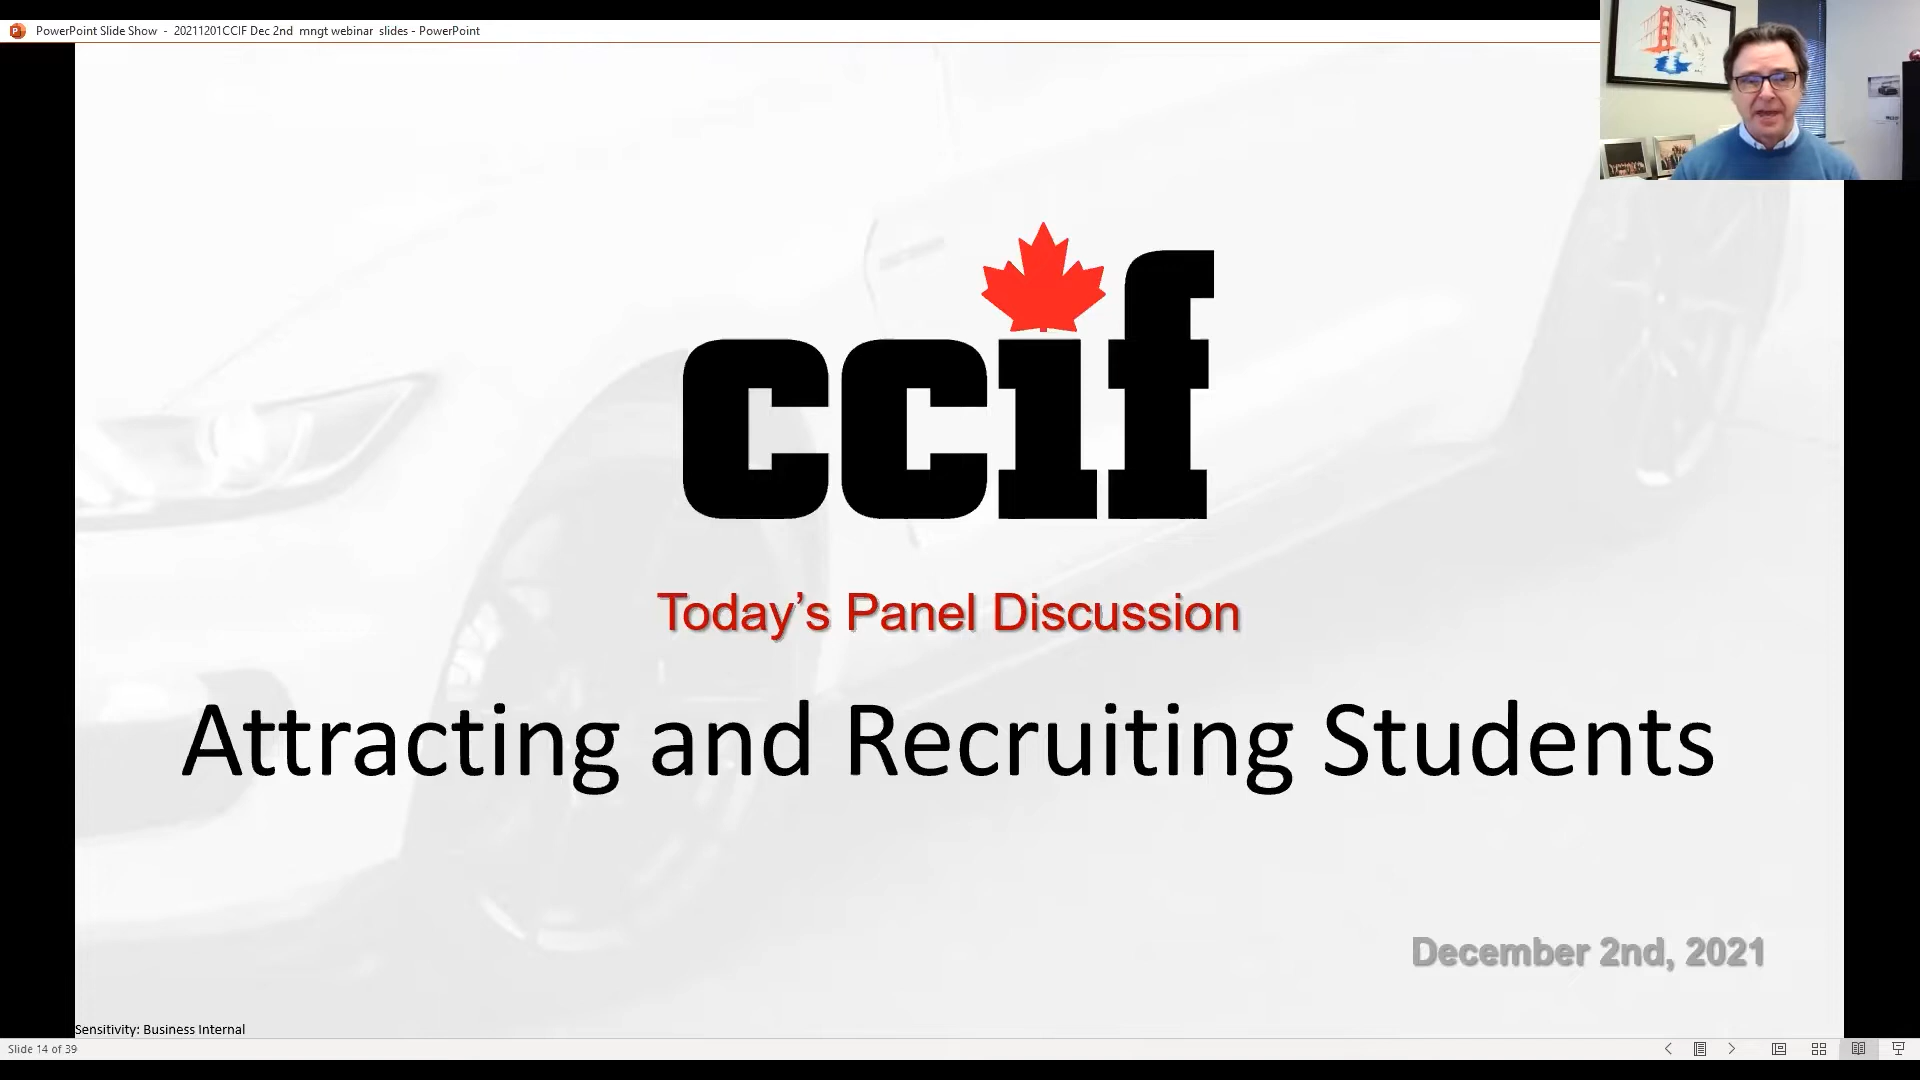 PowerPoint Slide Show - 20211201CCIF Dec 2nd mngt webinar slides - PowerPoint
ccif
Today’s Panel Discussion
Attracting and Recruiting Students
December 2nd, 2021
Sensitivity: Business Internal
Slide 14 of 39